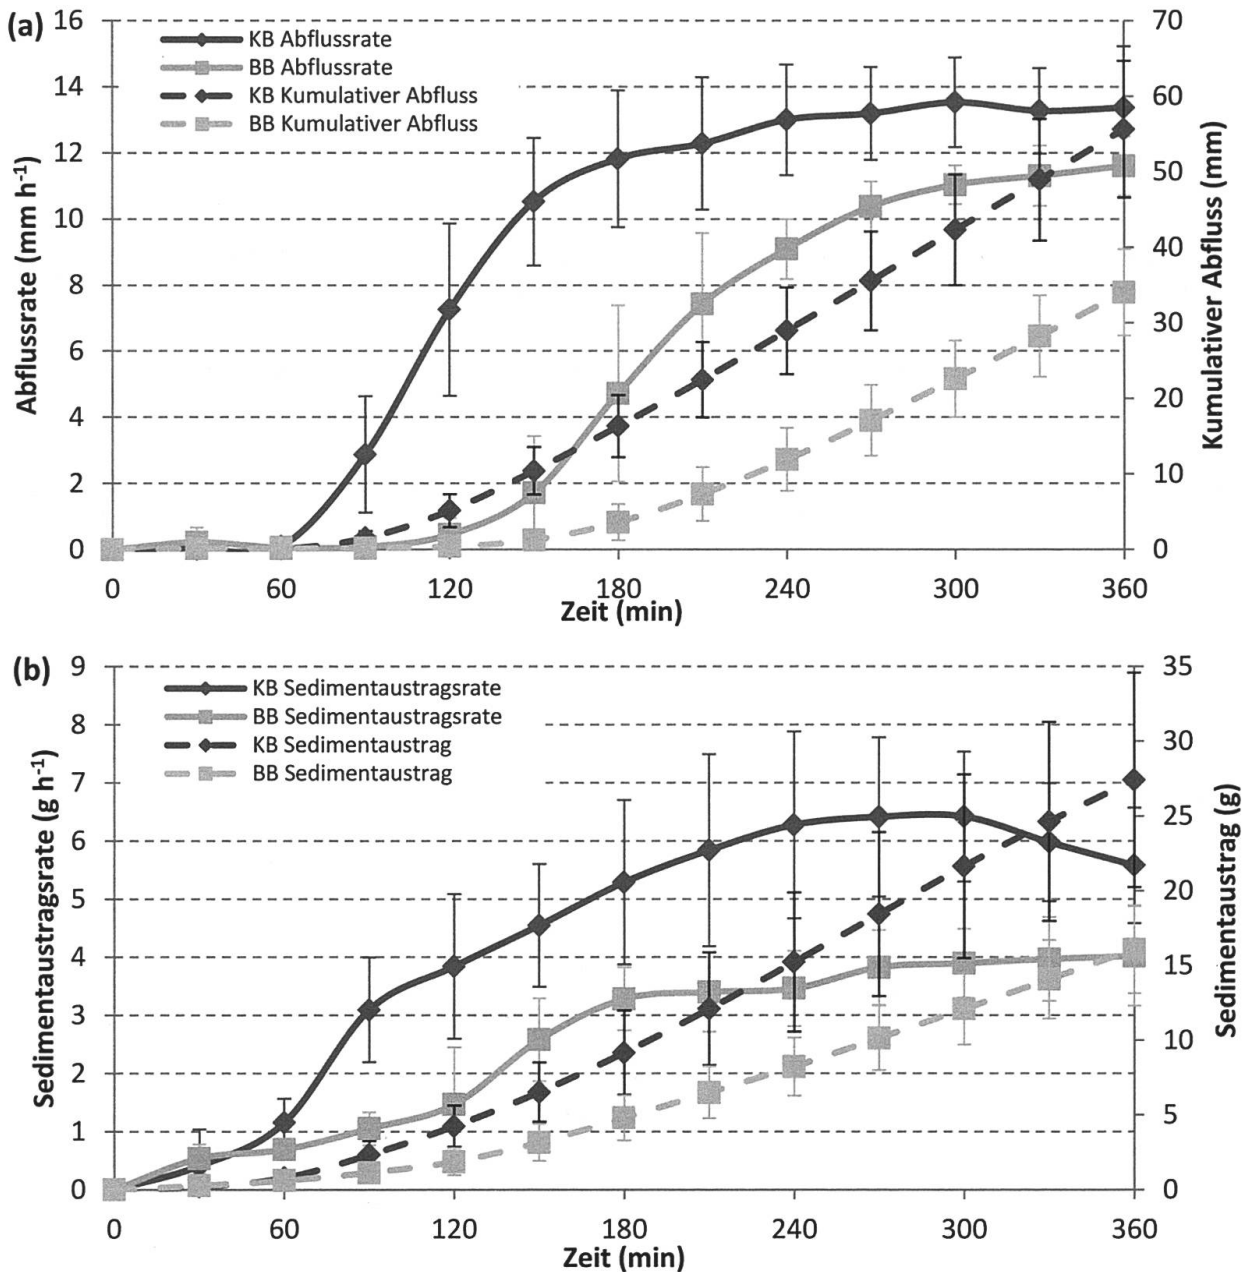 (a)
KB Abflussrate
BB Abflussrate
KB Kumulativer Abfluss
BB Kumulativer Abfluss
Abflussrate (mm h⁻¹)
16
14
12
10
8
6
4
2
0
Kumulativer Abfluss (mm)
70
60
50
40
30
20
10
0
0 60 120 180 240 300 360
Zeit (min)
(b)
KB Sedimentaustragsrate
BB Sedimentaustragsrate
KB Sedimentaustrag
BB Sedimentaustrag
Sedimentaustragsrate (g h⁻¹)
9
8
7
6
5
4
3
2
1
0
Sedimentaustrag (g)
35
30
25
20
15
10
5
0
0 60 120 180 240 300 360
Zeit (min)